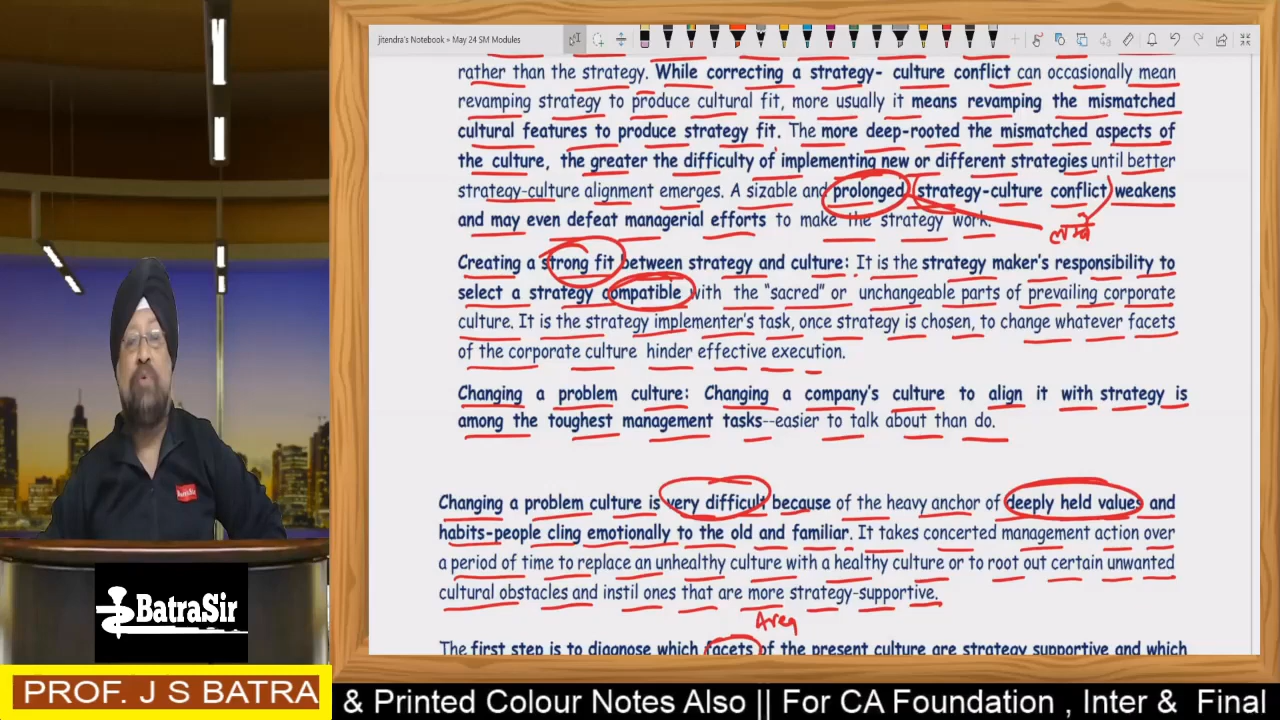 jitendra's Notebook » May 24 SM Modules
rather than the strategy. While correcting a strategy- culture conflict can occasionally mean
revamping strategy to produce cultural fit, more usually it means revamping the mismatched
cultural features to produce strategy fit. The more deep-rooted the mismatched aspects of
the culture, the greater the difficulty of implementing new or different strategies until better
strategy-culture alignment emerges. A sizable and prolonged strategy-culture conflict weakens
and may even defeat managerial efforts to make the strategy work.
Creating a strong fit between strategy and culture: It is the strategy maker's responsibility to
select a strategy compatible with the "sacred" or unchangeable parts of prevailing corporate
culture. It is the strategy implementer's task, once strategy is chosen, to change whatever facets
of the corporate culture hinder effective execution.
Changing a problem culture: Changing a company's culture to align it with strategy is
among the toughest management tasks--easier to talk about than do.
Changing a problem culture is very difficult because of the heavy anchor of deeply held values and
habits-people cling emotionally to the old and familiar. It takes concerted management action over
a period of time to replace an unhealthy culture with a healthy culture or to root out certain unwanted
cultural obstacles and instil ones that are more strategy-supportive.
Area
The first step is to diagnose which facets of the present culture are strategy supportive and which
BatraSir
PROF. J S BATRA
& Printed Colour Notes Also || For CA Foundation , Inter & Final